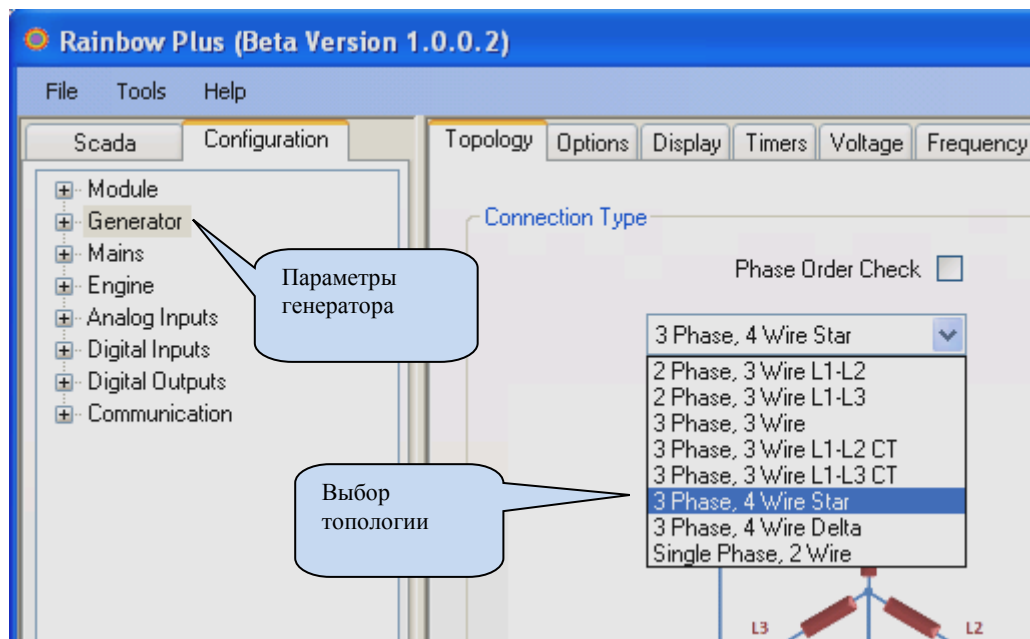 Rainbow Plus (Beta Version 1.0.0.2)
File Tools Help
Scada Configuration
Topology Options Display Timers Voltage Frequency
Module
Generator
Mains
Engine
Analog Inputs
Digital Inputs
Digital Outputs
Communication
Параметры
генератора
Connection Type
Phase Order Check
3 Phase, 4 Wire Star
2 Phase, 3 Wire L1-L2
2 Phase, 3 Wire L1-L3
3 Phase, 3 Wire
3 Phase, 3 Wire L1-L2 CT
3 Phase, 3 Wire L1-L3 CT
3 Phase, 4 Wire Star
3 Phase, 4 Wire Delta
Single Phase, 2 Wire
Выбор
топологии
L3 L2